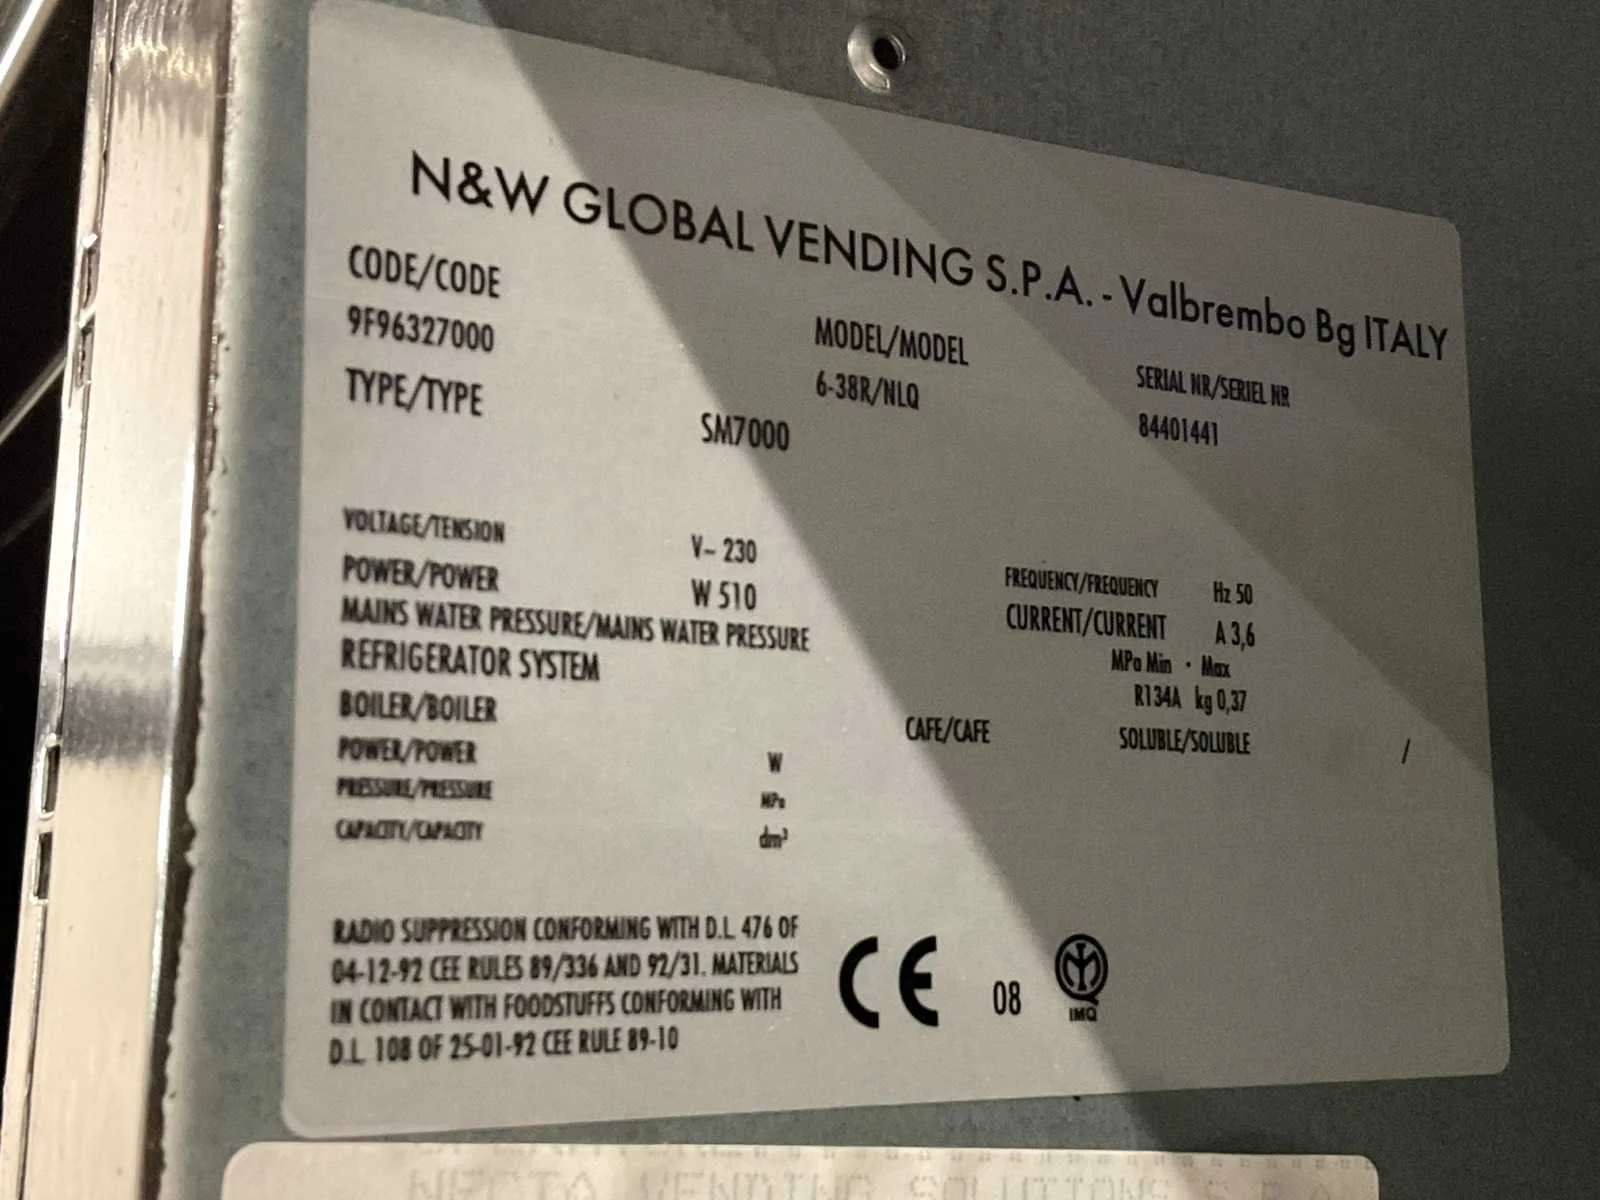 N&W GLOBAL VENDING S.P.A. - Valbrembo Bg ITALY
CODE/CODE MODEL/MODEL SERIAL NR/SERIEL NR
9F96327000 6-38R/NLQ 84401441
TYPE/TYPE SM7000
VOLTAGE/TENSION V~ 230 FREQUENCY/FREQUENCY Hz 50
POWER/POWER W 510 CURRENT/CURRENT A 3,6
MAINS WATER PRESSURE/MAINS WATER PRESSURE MPa Min · Max
REFRIGERATOR SYSTEM R134A kg 0,37
BOILER/BOILER CAFE/CAFE SOLUBLE/SOLUBLE /
POWER/POWER W
PRESSURE/PRESSURE MPa
CAPACITY/CAPACITY dm³
RADIO SUPPRESSION CONFORMING WITH D.L. 476 OF
04-12-92 CEE RULES 89/336 AND 92/31. MATERIALS
IN CONTACT WITH FOODSTUFFS CONFORMING WITH
D.L. 108 OF 25-01-92 CEE RULE 89-10
CE 08 IMQ
NECTA VENDING SOLUTIONS S.P.A